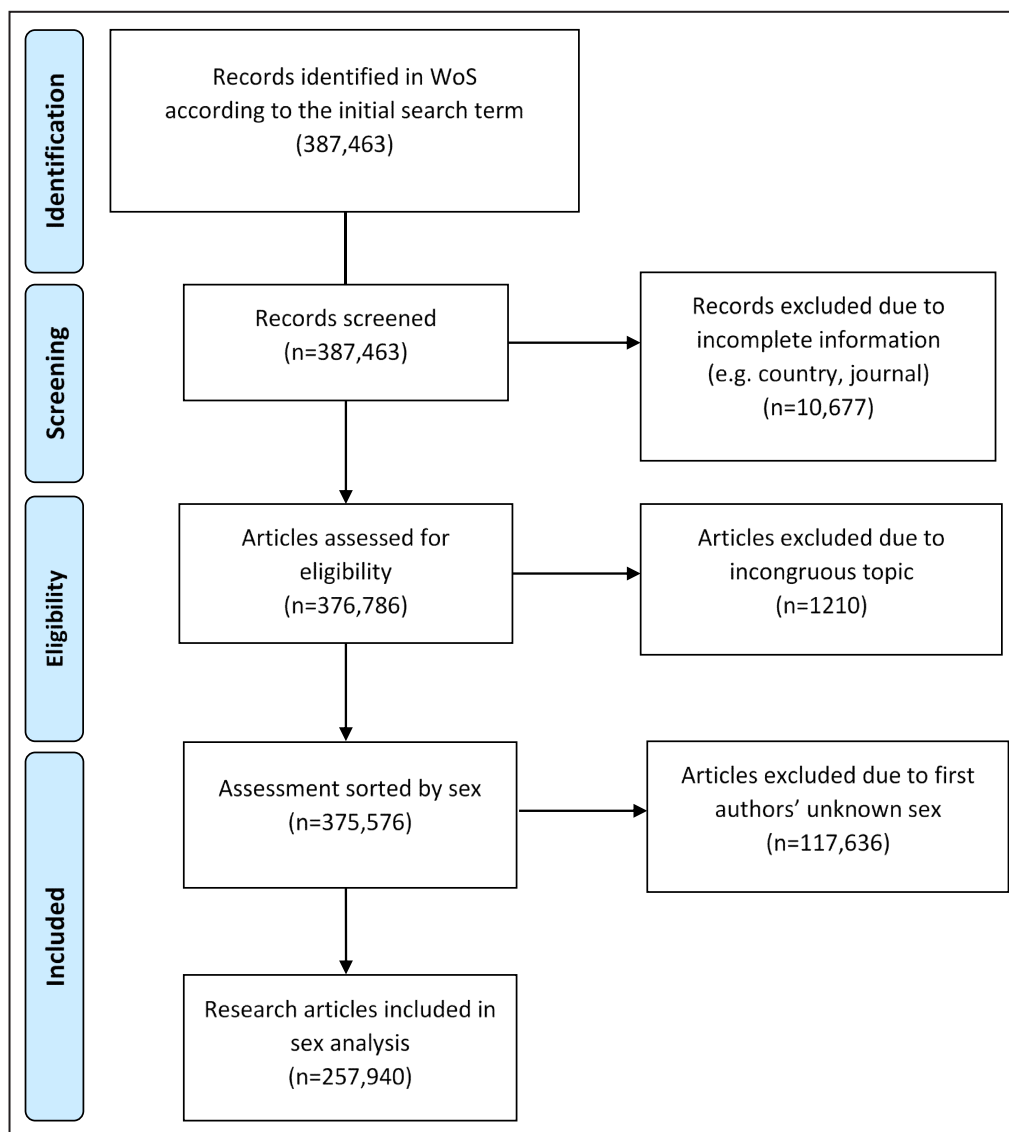 Identification
Records identified in WoS
according to the initial search term
(387,463)
Screening
Records screened
(n=387,463)
Records excluded due to
incomplete information
(e.g. country, journal)
(n=10,677)
Eligibility
Articles assessed for
eligibility
(n=376,786)
Articles excluded due to
incongruous topic
(n=1210)
Included
Assessment sorted by sex
(n=375,576)
Articles excluded due to first
authors’ unknown sex
(n=117,636)
Research articles included in
sex analysis
(n=257,940)